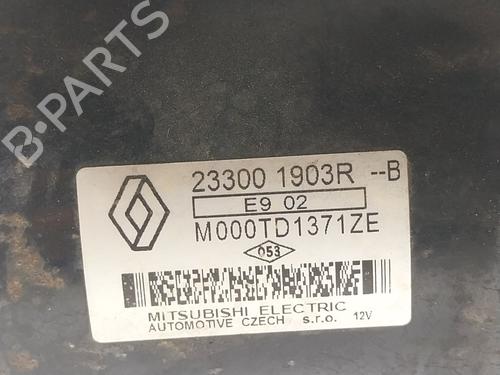 B-PARTS
23300 1903R --B
E9 02
M000TD1371ZE
053
MITSUBISHI ELECTRIC
AUTOMOTIVE CZECH s.r.o. 12V